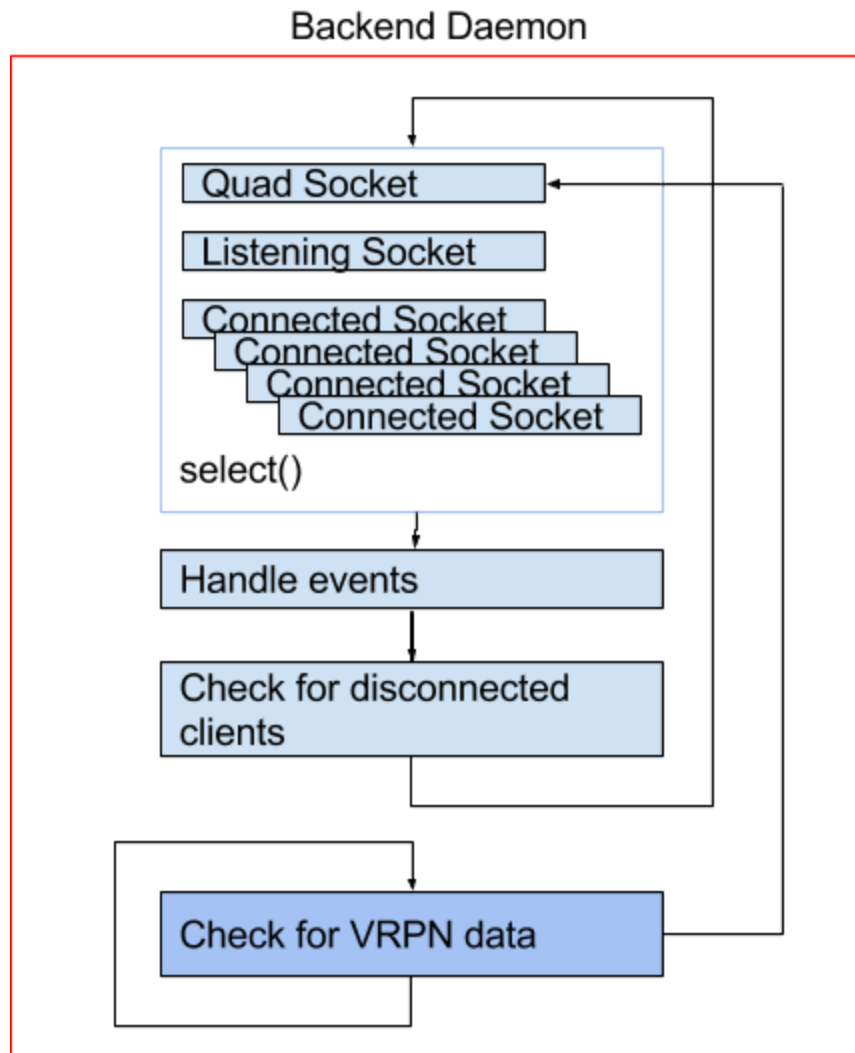 Backend Daemon
Quad Socket
Listening Socket
Connected Socket
Connected Socket
Connected Socket
Connected Socket
select()
Handle events
Check for disconnected
clients
Check for VRPN data